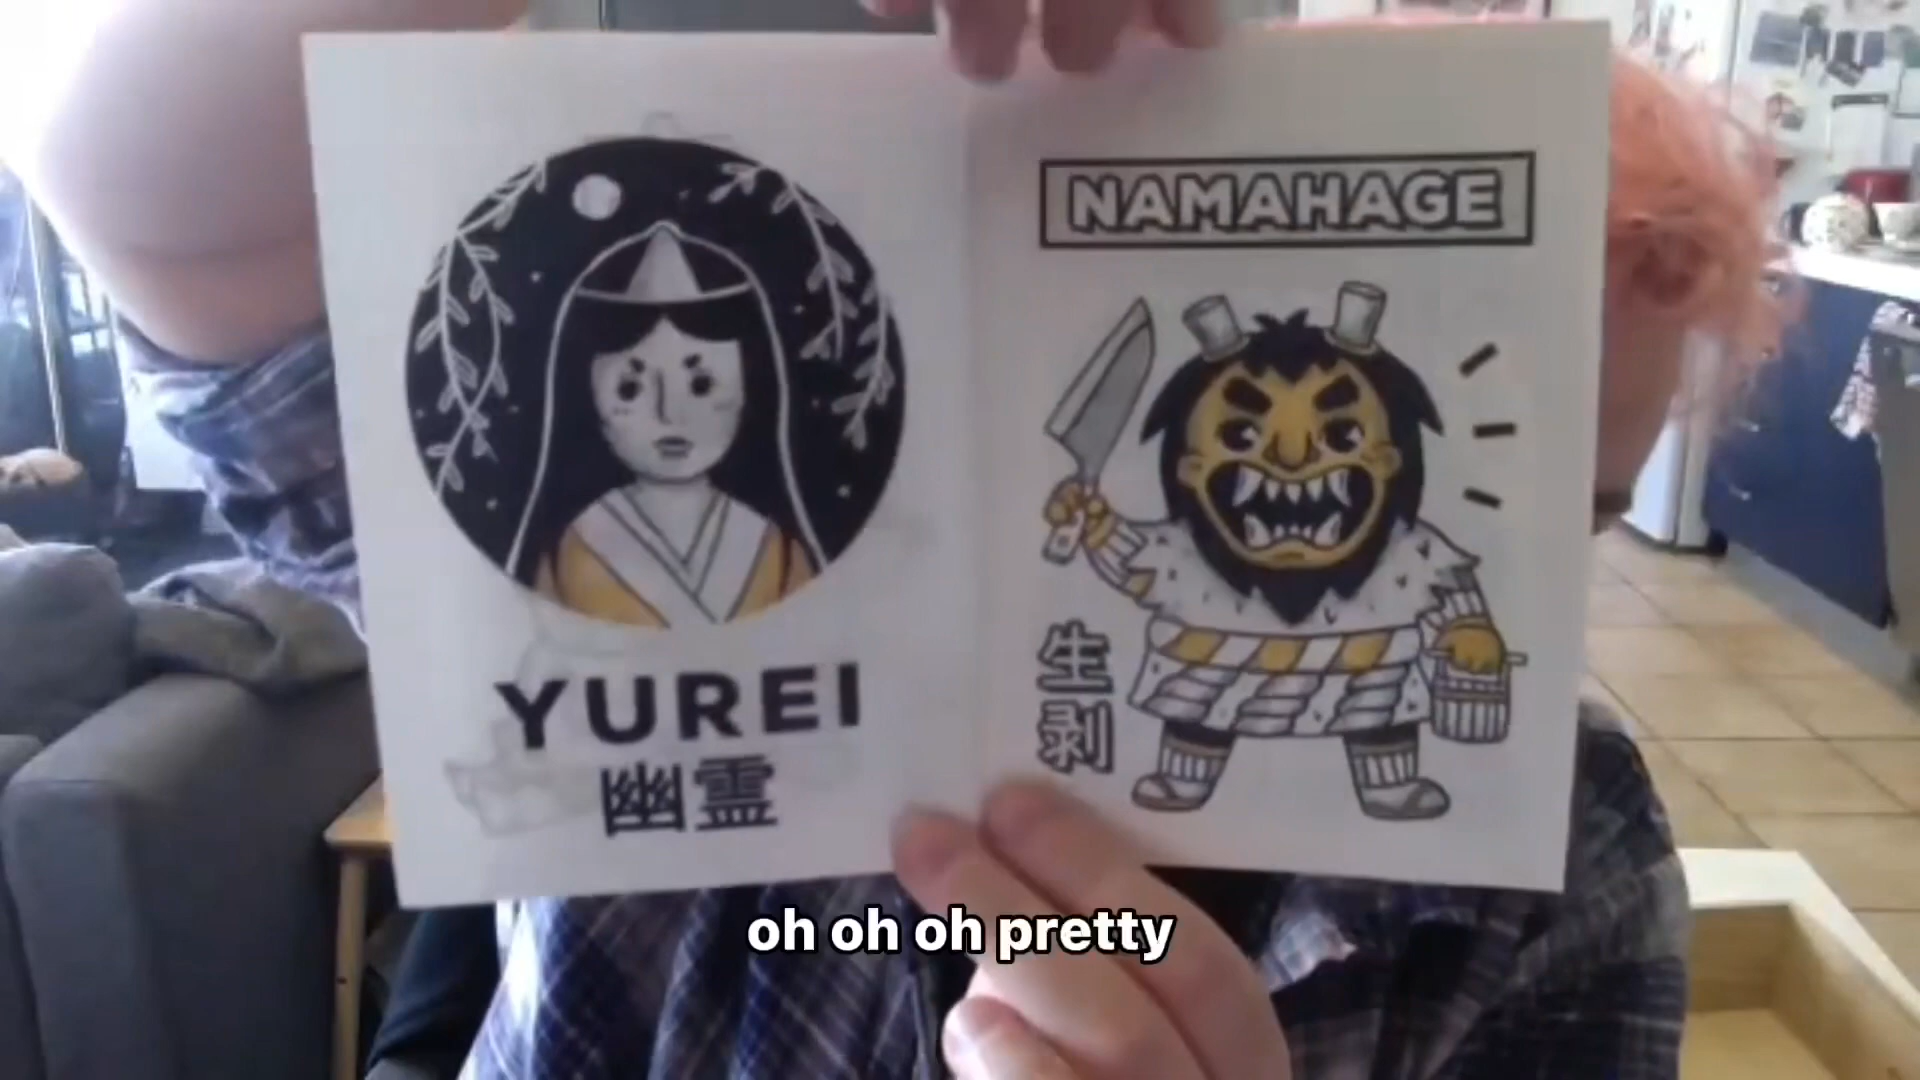 YUREI
幽霊
NAMAHAGE
生剥
oh oh oh pretty